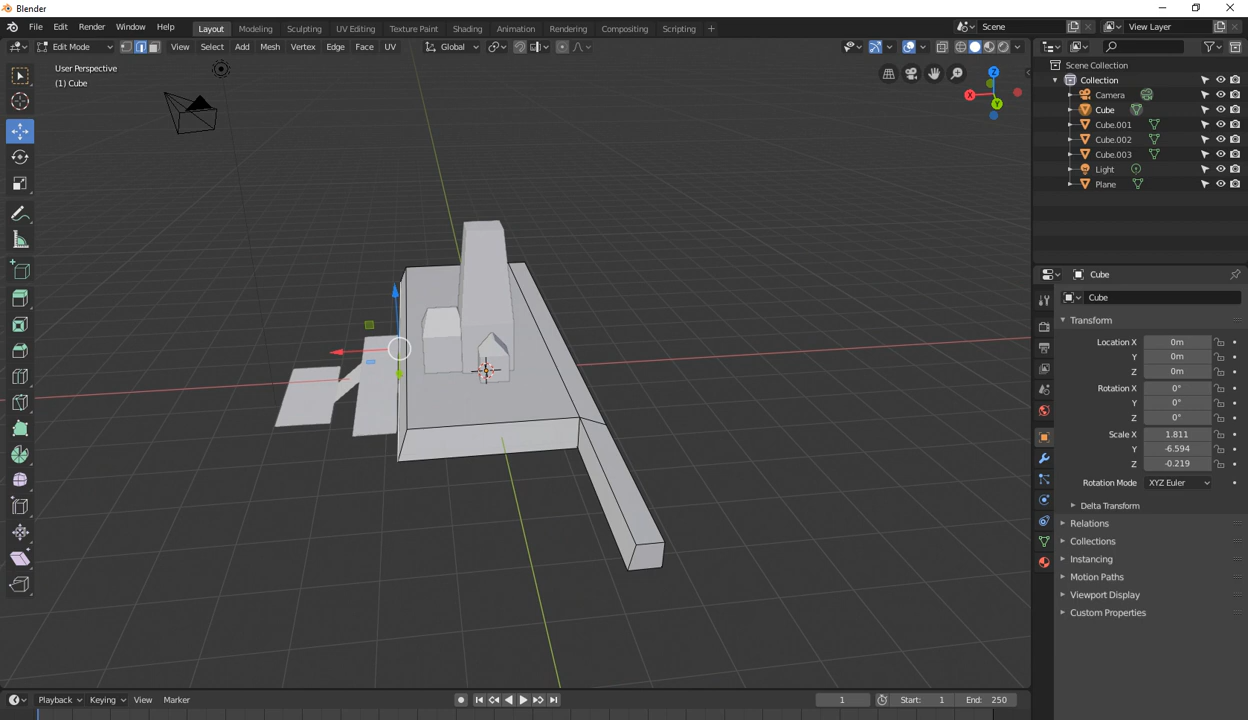 Blender
File Edit Render Window Help Layout Modeling Sculpting UV Editing Texture Paint Shading Animation Rendering Compositing Scripting + Scene View Layer
Edit Mode View Select Add Mesh Vertex Edge Face UV Global
User Perspective
(1) Cube
X
Y
Z
Scene Collection
Collection
Camera
Cube
Cube.001
Cube.002
Cube.003
Light
Plane
Cube
Cube
Transform
Location X 0m
Y 0m
Z 0m
Rotation X 0°
Y 0°
Z 0°
Scale X 1.811
Y -6.594
Z -0.219
Rotation Mode XYZ Euler
Delta Transform
Relations
Collections
Instancing
Motion Paths
Viewport Display
Custom Properties
Playback Keying View Marker 1 Start: 1 End: 250